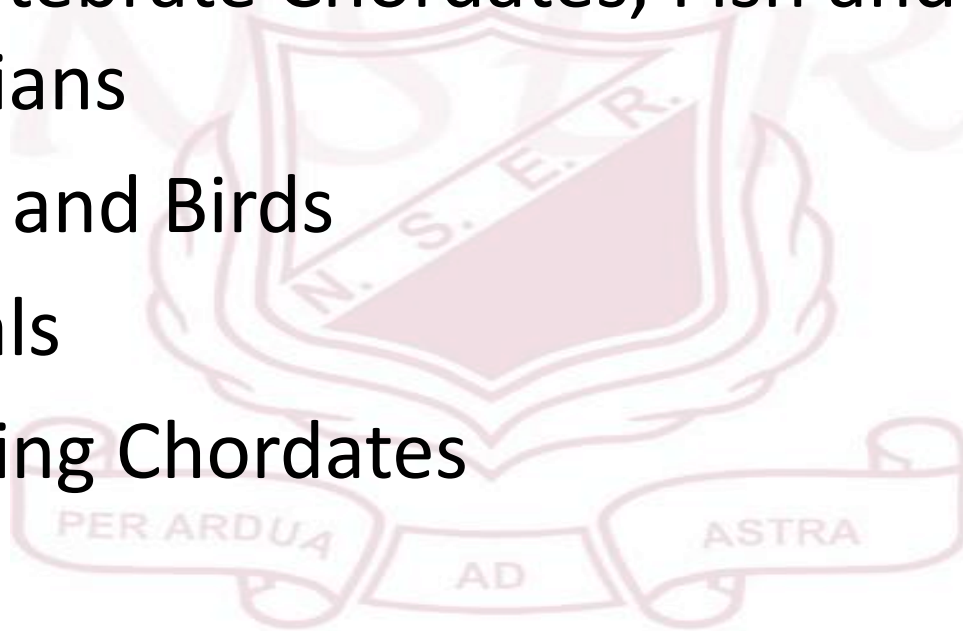 tebrate Chordates, Fish and
ians
and Birds
ls
ing Chordates
N. S. E. R.
PER ARDUA
AD
ASTRA